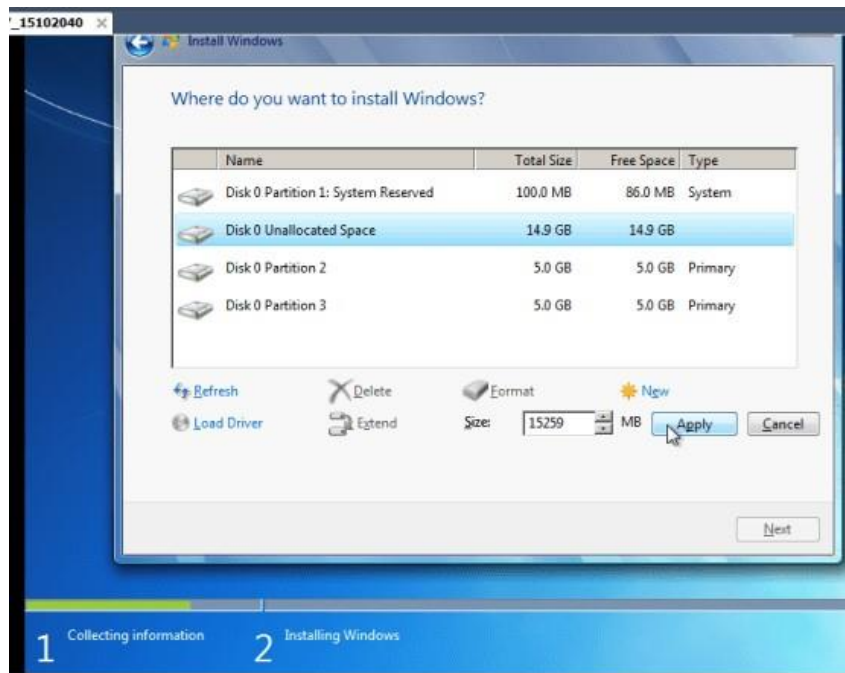 _15102040
Install Windows
Where do you want to install Windows?
Name Total Size Free Space Type
Disk 0 Partition 1: System Reserved 100.0 MB 86.0 MB System
Disk 0 Unallocated Space 14.9 GB 14.9 GB
Disk 0 Partition 2 5.0 GB 5.0 GB Primary
Disk 0 Partition 3 5.0 GB 5.0 GB Primary
Refresh Delete Format New
Load Driver Extend Size: 15259 MB Apply Cancel
Next
1 Collecting information 2 Installing Windows